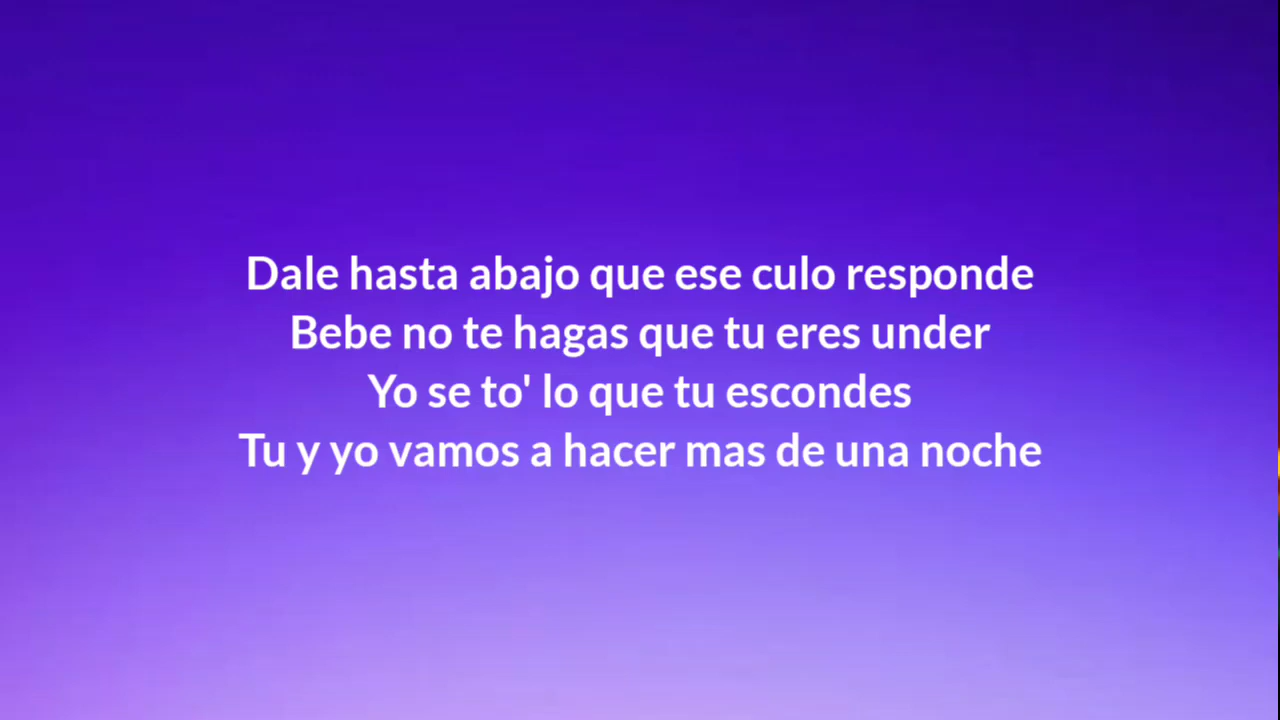 Dale hasta abajo que ese culo responde
Bebe no te hagas que tu eres under
Yo se to' lo que tu escondes
Tu y yo vamos a hacer mas de una noche